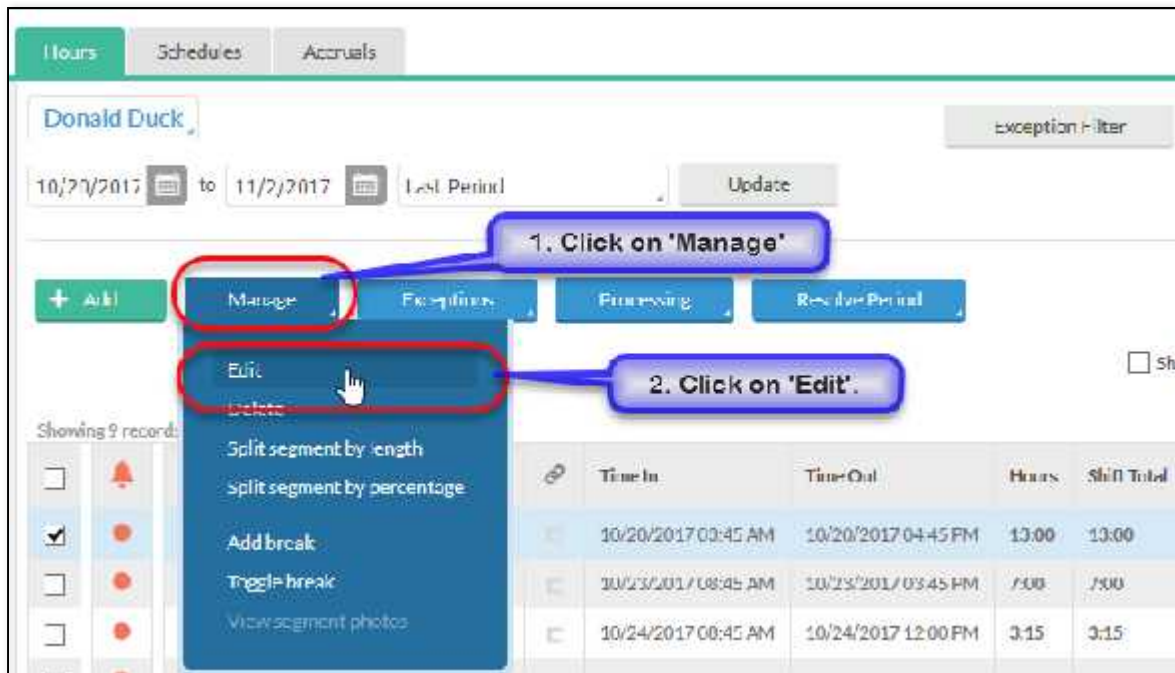 Hours Schedules Accruals
Donald Duck
Exception Filter
10/20/2017 to 11/2/2017 Last Period Update
1. Click on 'Manage'
+ Add Manage Exceptions Processing Resolve Period
Edit
2. Click on 'Edit'.
Sh
Delete
Showing 9 record
Split segment by length
Split segment by percentage
Time In Time Out Hours Shift Total
Add break
10/20/2017 03:45 AM 10/20/2017 04:45 PM 13:00 13:00
Toggle break
10/23/2017 08:45 AM 10/23/2017 03:45 PM 7:00 7:00
View segment photos
10/24/2017 08:45 AM 10/24/2017 12:00 PM 3:15 3:15